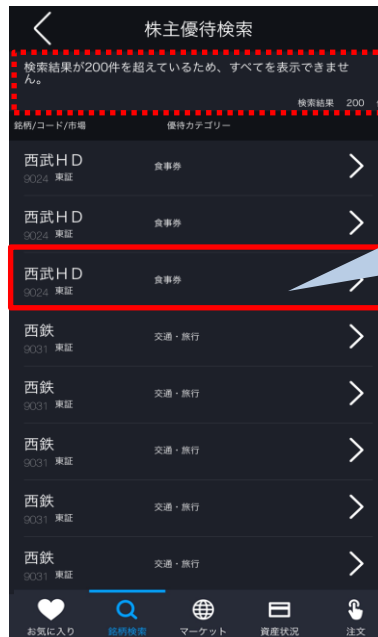 株主優待検索
検索結果が200件を超えているため、すべてを表示できませ
ん。
検索結果 200
銘柄/コード/市場 優待カテゴリー
西武HD
9024 東証 食事券
西武HD
9024 東証 食事券
西武HD
9024 東証 食事券
西鉄
9031 東証 交通・旅行
西鉄
9031 東証 交通・旅行
西鉄
9031 東証 交通・旅行
西鉄
9031 東証 交通・旅行
西鉄
9031 東証 交通・旅行
お気に入り 銘柄検索 マーケット 資産状況 注文